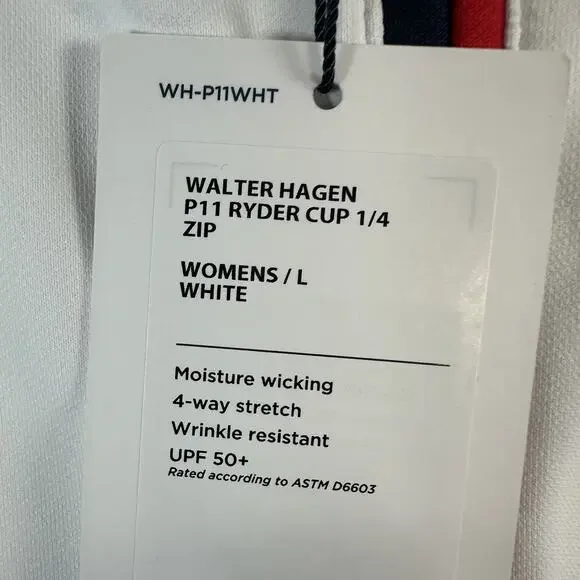 WH-P11WHT
WALTER HAGEN
P11 RYDER CUP 1/4
ZIP
WOMENS / L
WHITE
Moisture wicking
4-way stretch
Wrinkle resistant
UPF 50+
Rated according to ASTM D6603